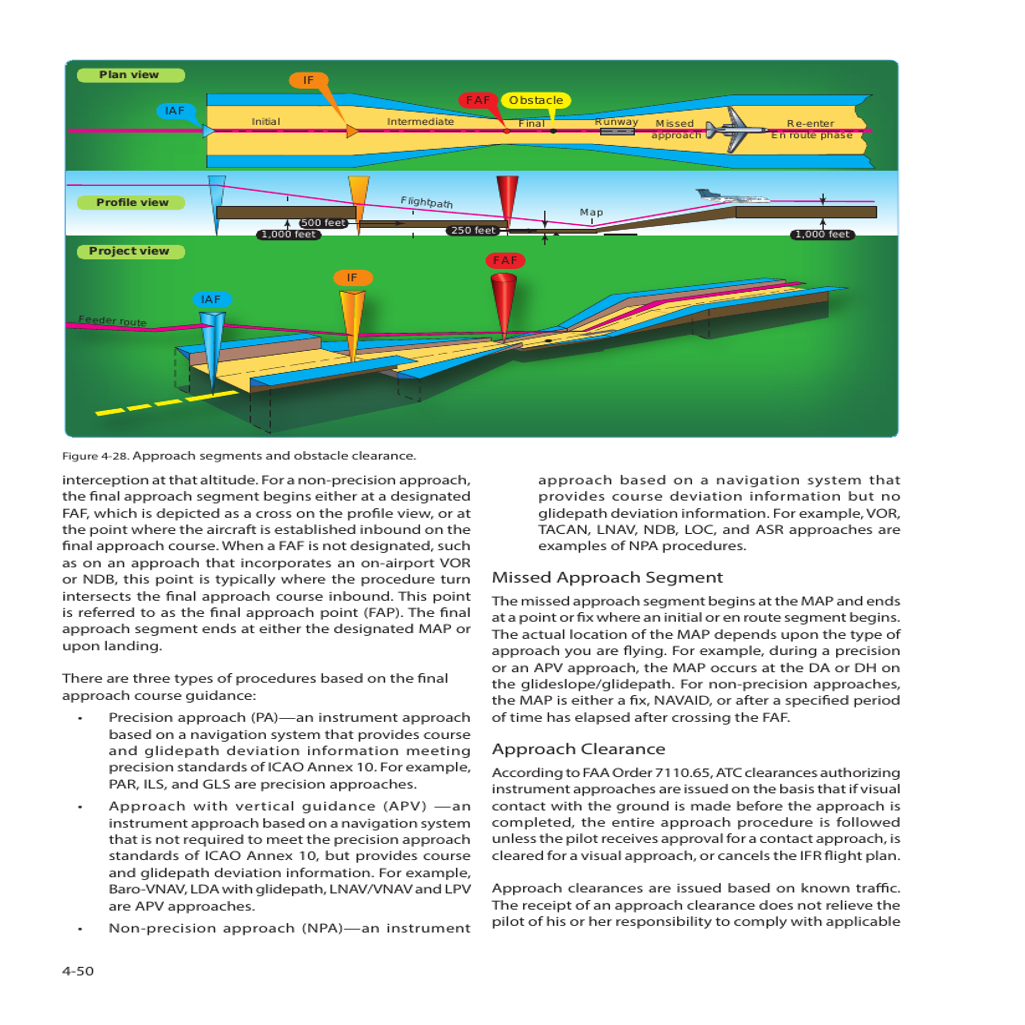 Plan view
IF
IAF
FAF
Obstacle
Initial
Intermediate
Final
Runway
Missed
approach
Re-enter
En route phase
Profile view
Flightpath
Map
500 feet
250 feet
1,000 feet
1,000 feet
Project view
FAF
IF
IAF
Feeder route
Figure 4-28. Approach segments and obstacle clearance.
interception at that altitude. For a non-precision approach,
the final approach segment begins either at a designated
FAF, which is depicted as a cross on the profile view, or at
the point where the aircraft is established inbound on the
final approach course. When a FAF is not designated, such
as on an approach that incorporates an on-airport VOR
or NDB, this point is typically where the procedure turn
intersects the final approach course inbound. This point
is referred to as the final approach point (FAP). The final
approach segment ends at either the designated MAP or
upon landing.
There are three types of procedures based on the final
approach course guidance:
• Precision approach (PA)—an instrument approach
based on a navigation system that provides course
and glidepath deviation information meeting
precision standards of ICAO Annex 10. For example,
PAR, ILS, and GLS are precision approaches.
• Approach with vertical guidance (APV) —an
instrument approach based on a navigation system
that is not required to meet the precision approach
standards of ICAO Annex 10, but provides course
and glidepath deviation information. For example,
Baro-VNAV, LDA with glidepath, LNAV/VNAV and LPV
are APV approaches.
• Non-precision approach (NPA)—an instrument
approach based on a navigation system that
provides course deviation information but no
glidepath deviation information. For example, VOR,
TACAN, LNAV, NDB, LOC, and ASR approaches are
examples of NPA procedures.
Missed Approach Segment
The missed approach segment begins at the MAP and ends
at a point or fix where an initial or en route segment begins.
The actual location of the MAP depends upon the type of
approach you are flying. For example, during a precision
or an APV approach, the MAP occurs at the DA or DH on
the glideslope/glidepath. For non-precision approaches,
the MAP is either a fix, NAVAID, or after a specified period
of time has elapsed after crossing the FAF.
Approach Clearance
According to FAA Order 7110.65, ATC clearances authorizing
instrument approaches are issued on the basis that if visual
contact with the ground is made before the approach is
completed, the entire approach procedure is followed
unless the pilot receives approval for a contact approach, is
cleared for a visual approach, or cancels the IFR flight plan.
Approach clearances are issued based on known traffic.
The receipt of an approach clearance does not relieve the
pilot of his or her responsibility to comply with applicable
4-50